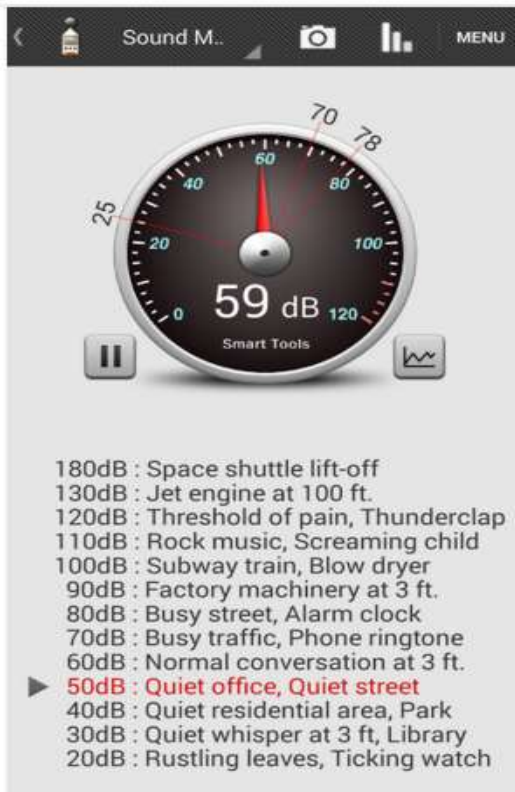 Sound M..
MENU
70
78
60
40
80
25
20
100
59 dB
0
120
Smart Tools
180dB : Space shuttle lift-off
130dB : Jet engine at 100 ft.
120dB : Threshold of pain, Thunderclap
110dB : Rock music, Screaming child
100dB : Subway train, Blow dryer
90dB : Factory machinery at 3 ft.
80dB : Busy street, Alarm clock
70dB : Busy traffic, Phone ringtone
60dB : Normal conversation at 3 ft.
50dB : Quiet office, Quiet street
40dB : Quiet residential area, Park
30dB : Quiet whisper at 3 ft, Library
20dB : Rustling leaves, Ticking watch